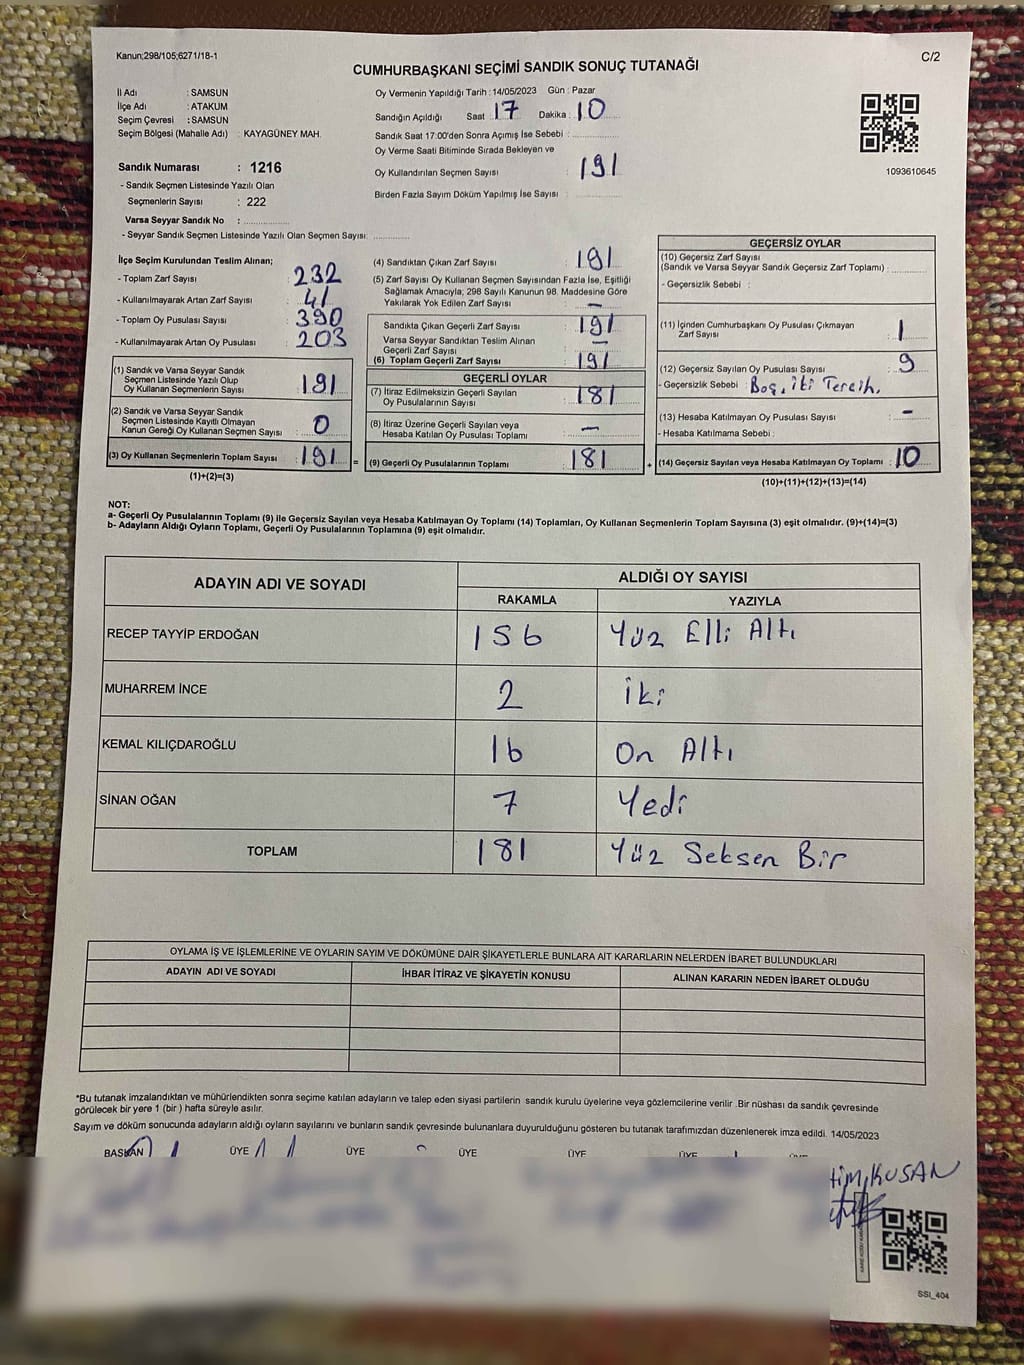 Kanun;298/105;6271/18-1
C/2
CUMHURBAŞKANI SEÇİMİ SANDIK SONUÇ TUTANAĞI
İl Adı : SAMSUN
İlçe Adı : ATAKUM
Seçim Çevresi : SAMSUN
Seçim Bölgesi (Mahalle Adı) : KAYAGÜNEY MAH.
Sandık Numarası : 1216
- Sandık Seçmen Listesinde Yazılı Olan
Seçmenlerin Sayısı : 222
Varsa Seyyar Sandık No :
- Seyyar Sandık Seçmen Listesinde Yazılı Olan Seçmen Sayısı:
Oy Vermenin Yapıldığı Tarih : 14/05/2023 Gün : Pazar
Sandığın Açıldığı Saat : 17 Dakika : 10
Sandık Saat 17:00'den Sonra Açımış İse Sebebi :
Oy Verme Saati Bitiminde Sırada Bekleyen ve
Oy Kullandırılan Seçmen Sayısı : 191
Birden Fazla Sayım Döküm Yapılmış İse Sayısı :
1093610645
İlçe Seçim Kurulundan Teslim Alınan;
- Toplam Zarf Sayısı : 232
- Kullanılmayarak Artan Zarf Sayısı : 41
- Toplam Oy Pusulası Sayısı : 390
- Kullanılmayarak Artan Oy Pusulası : 203
(1) Sandık ve Varsa Seyyar Sandık
Seçmen Listesinde Yazılı Olup
Oy Kullanan Seçmenlerin Sayısı : 191
(2) Sandık ve Varsa Seyyar Sandık
Seçmen Listesinde Kayıtlı Olmayan
Kanun Gereği Oy Kullanan Seçmen Sayısı : 0
(3) Oy Kullanan Seçmenlerin Toplam Sayısı : 191
(1)+(2)=(3)
(4) Sandıktan Çıkan Zarf Sayısı : 191
(5) Zarf Sayısı Oy Kullanan Seçmen Sayısından Fazla İse, Eşitliği
Sağlamak Amacıyla; 298 Sayılı Kanunun 98. Maddesine Göre
Yakılarak Yok Edilen Zarf Sayısı : —
Sandıkta Çıkan Geçerli Zarf Sayısı : 191
Varsa Seyyar Sandıktan Teslim Alınan
Geçerli Zarf Sayısı : —
(6) Toplam Geçerli Zarf Sayısı : 191
GEÇERLİ OYLAR
(7) İtiraz Edilmeksizin Geçerli Sayılan
Oy Pusulalarının Sayısı : 181
(8) İtiraz Üzerine Geçerli Sayılan veya
Hesaba Katılan Oy Pusulası Toplamı : —
= (9) Geçerli Oy Pusulalarının Toplamı : 181
GEÇERSİZ OYLAR
(10) Geçersiz Zarf Sayısı
(Sandık ve Varsa Seyyar Sandık Geçersiz Zarf Toplamı) :
- Geçersizlik Sebebi :
(11) İçinden Cumhurbaşkanı Oy Pusulası Çıkmayan
Zarf Sayısı : 1
(12) Geçersiz Sayılan Oy Pusulası Sayısı : 9
- Geçersizlik Sebebi : Boş, iki Tercih.
(13) Hesaba Katılmayan Oy Pusulası Sayısı : -
- Hesaba Katılmama Sebebi :
+ (14) Geçersiz Sayılan veya Hesaba Katılmayan Oy Toplamı : 10
(10)+(11)+(12)+(13)=(14)
NOT:
a- Geçerli Oy Pusulalarının Toplamı (9) ile Geçersiz Sayılan veya Hesaba Katılmayan Oy Toplamı (14) Toplamları, Oy Kullanan Seçmenlerin Toplam Sayısına (3) eşit olmalıdır. (9)+(14)=(3)
b- Adayların Aldığı Oyların Toplamı, Geçerli Oy Pusulalarının Toplamına (9) eşit olmalıdır.
ADAYIN ADI VE SOYADI
ALDIĞI OY SAYISI
RAKAMLA YAZIYLA
RECEP TAYYİP ERDOĞAN 156 Yüz Elli Altı
MUHARREM İNCE 2 İki
KEMAL KILIÇDAROĞLU 16 On Altı
SİNAN OĞAN 7 Yedi
TOPLAM 181 Yüz Seksen Bir
OYLAMA İŞ VE İŞLEMLERİNE VE OYLARIN SAYIM VE DÖKÜMÜNE DAİR ŞİKAYETLERLE BUNLARA AİT KARARLARIN NELERDEN İBARET BULUNDUKLARI
ADAYIN ADI VE SOYADI İHBAR İTİRAZ VE ŞİKAYETİN KONUSU ALINAN KARARIN NEDEN İBARET OLDUĞU
*Bu tutanak imzalandıktan ve mühürlendikten sonra seçime katılan adayların ve talep eden siyasi partilerin sandık kurulu üyelerine veya gözlemcilerine verilir .Bir nüshası da sandık çevresinde
görülecek bir yere 1 (bir ) hafta süreyle asılır.
Sayım ve döküm sonucunda adayların aldığı oyların sayılarını ve bunların sandık çevresinde bulunanlara duyurulduğunu gösteren bu tutanak tarafımızdan düzenlenerek imza edildi. 14/05/2023
BAŞKAN ÜYE ÜYE ÜYE ÜYE ÜYE
KUSAN
SSI_404